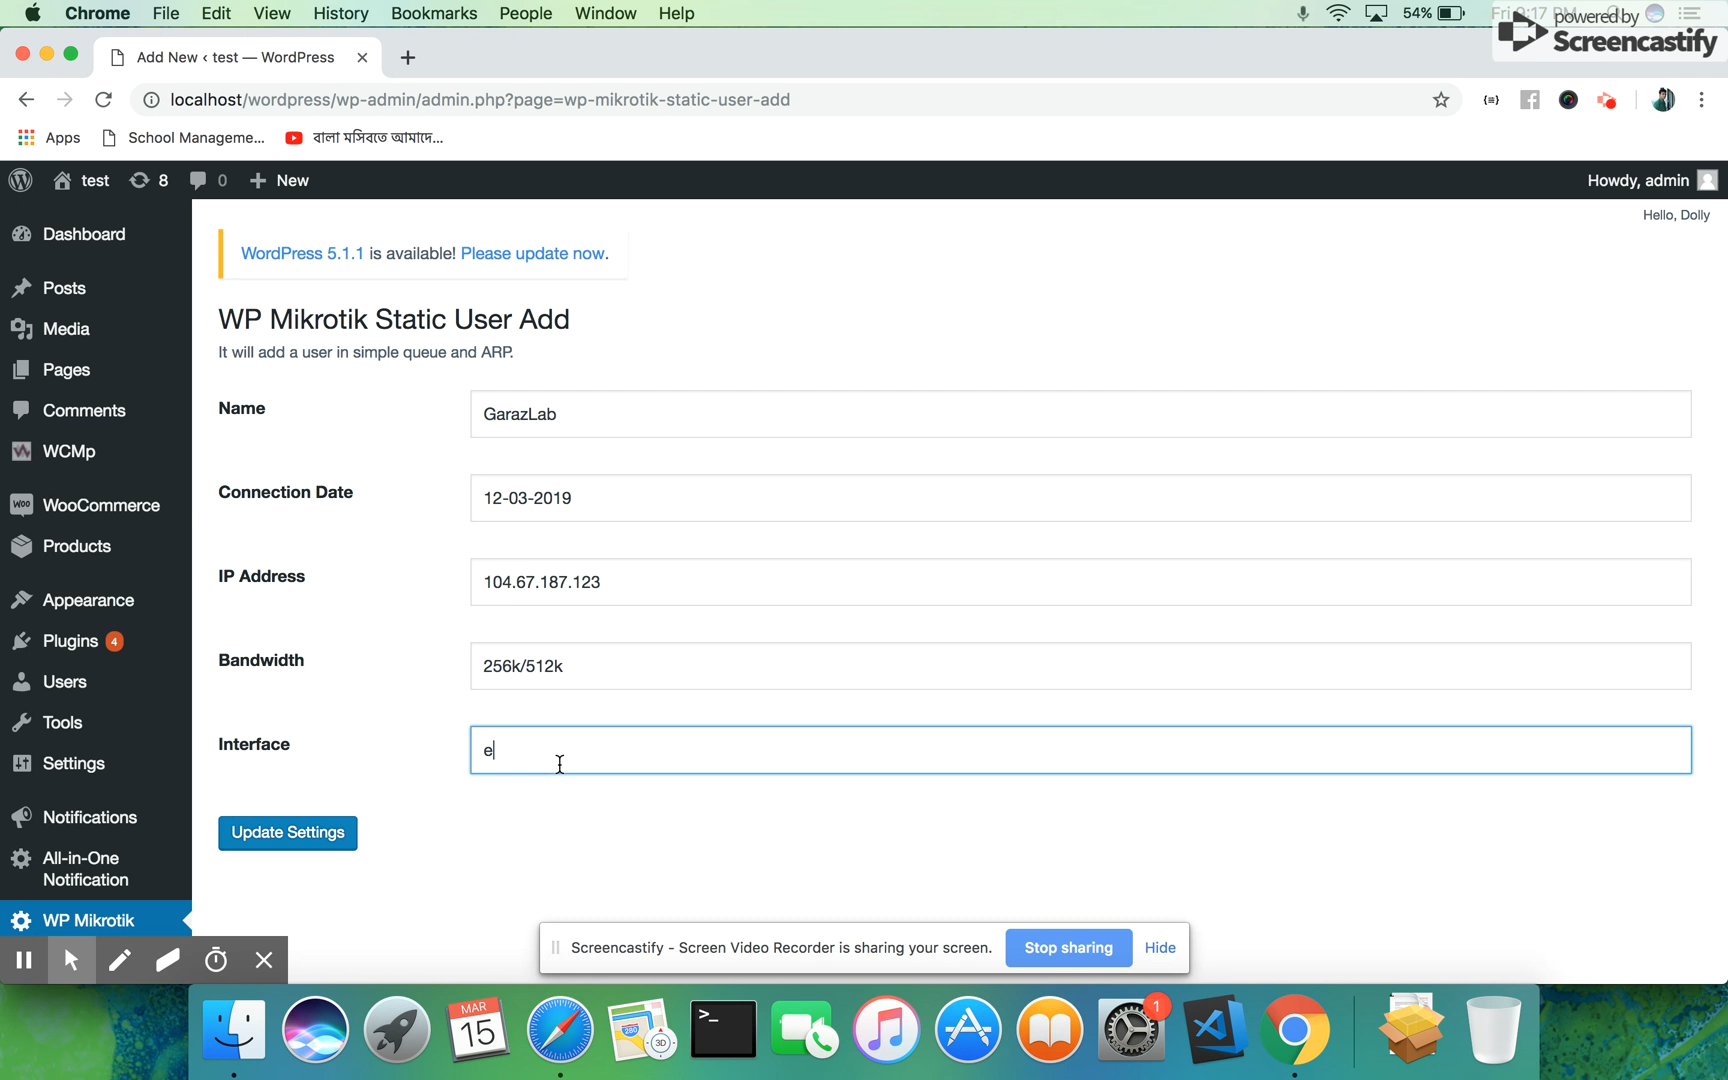 Chrome File Edit View History Bookmarks People Window Help 54%
powered by
Screencastify
Add New ‹ test — WordPress
localhost/wordpress/wp-admin/admin.php?page=wp-mikrotik-static-user-add
Apps School Manageme... বালা মসিবতে আমাদে...
test 8 0 New Howdy, admin
Hello, Dolly
Dashboard
WordPress 5.1.1 is available! Please update now.
Posts
WP Mikrotik Static User Add
Media
It will add a user in simple queue and ARP.
Pages
Name GarazLab
Comments
WCMp
Connection Date 12-03-2019
WOO WooCommerce
Products
IP Address 104.67.187.123
Appearance
Plugins 4
Bandwidth 256k/512k
Users
Tools
Interface e
Settings
Notifications
Update Settings
All-in-One
Notification
WP Mikrotik
Screencastify - Screen Video Recorder is sharing your screen. Stop sharing Hide
MAR
15
280
3D
>_
1